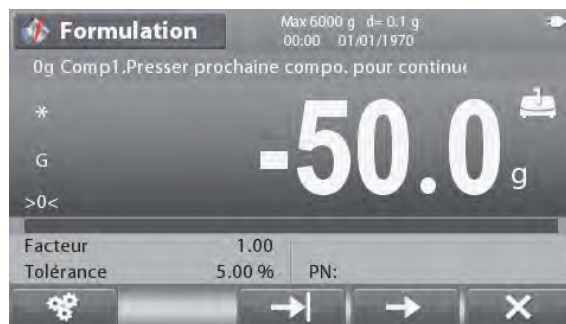 Formulation
Max 6000 g d= 0.1 g
00:00 01/01/1970
0g Comp1.Presser prochaine compo. pour continu
*
G
-50.0 g
>0<
Facteur 1.00
Tolérance 5.00 % PN: